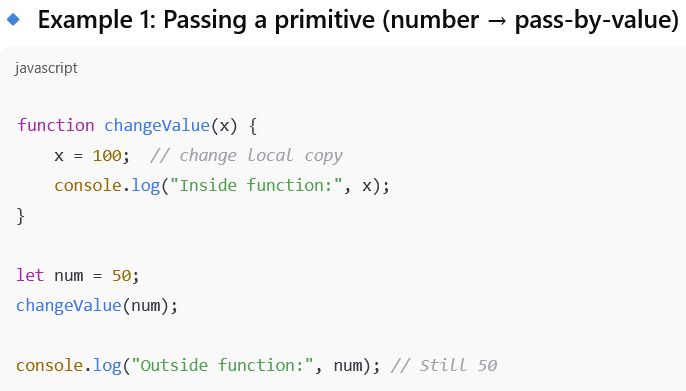 🔹 Example 1: Passing a primitive (number → pass-by-value)
javascript
function changeValue(x) {
    x = 100;  // change local copy
    console.log("Inside function:", x);
}
let num = 50;
changeValue(num);
console.log("Outside function:", num); // Still 50